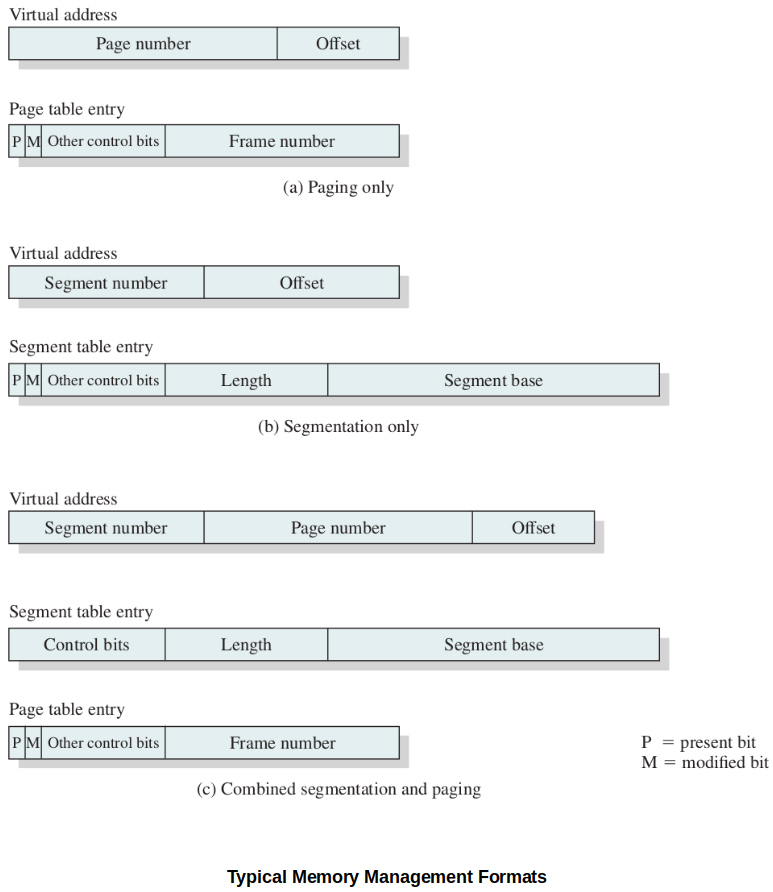 Virtual address
Page number Offset
Page table entry
P M Other control bits Frame number
(a) Paging only
Virtual address
Segment number Offset
Segment table entry
P M Other control bits Length Segment base
(b) Segmentation only
Virtual address
Segment number Page number Offset
Segment table entry
Control bits Length Segment base
Page table entry
P M Other control bits Frame number
P = present bit
M = modified bit
(c) Combined segmentation and paging
Typical Memory Management Formats